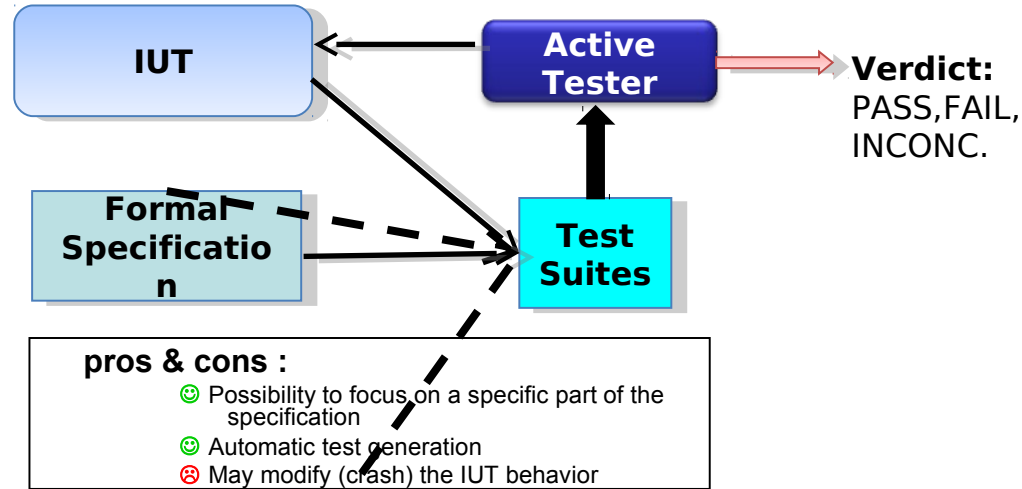 IUT
Active
Tester
Verdict:
PASS,FAIL,
INCONC.
Formal
Specificatio
n
Test
Suites
pros & cons :
Possibility to focus on a specific part of the
specification
Automatic test generation
May modify (crash) the IUT behavior